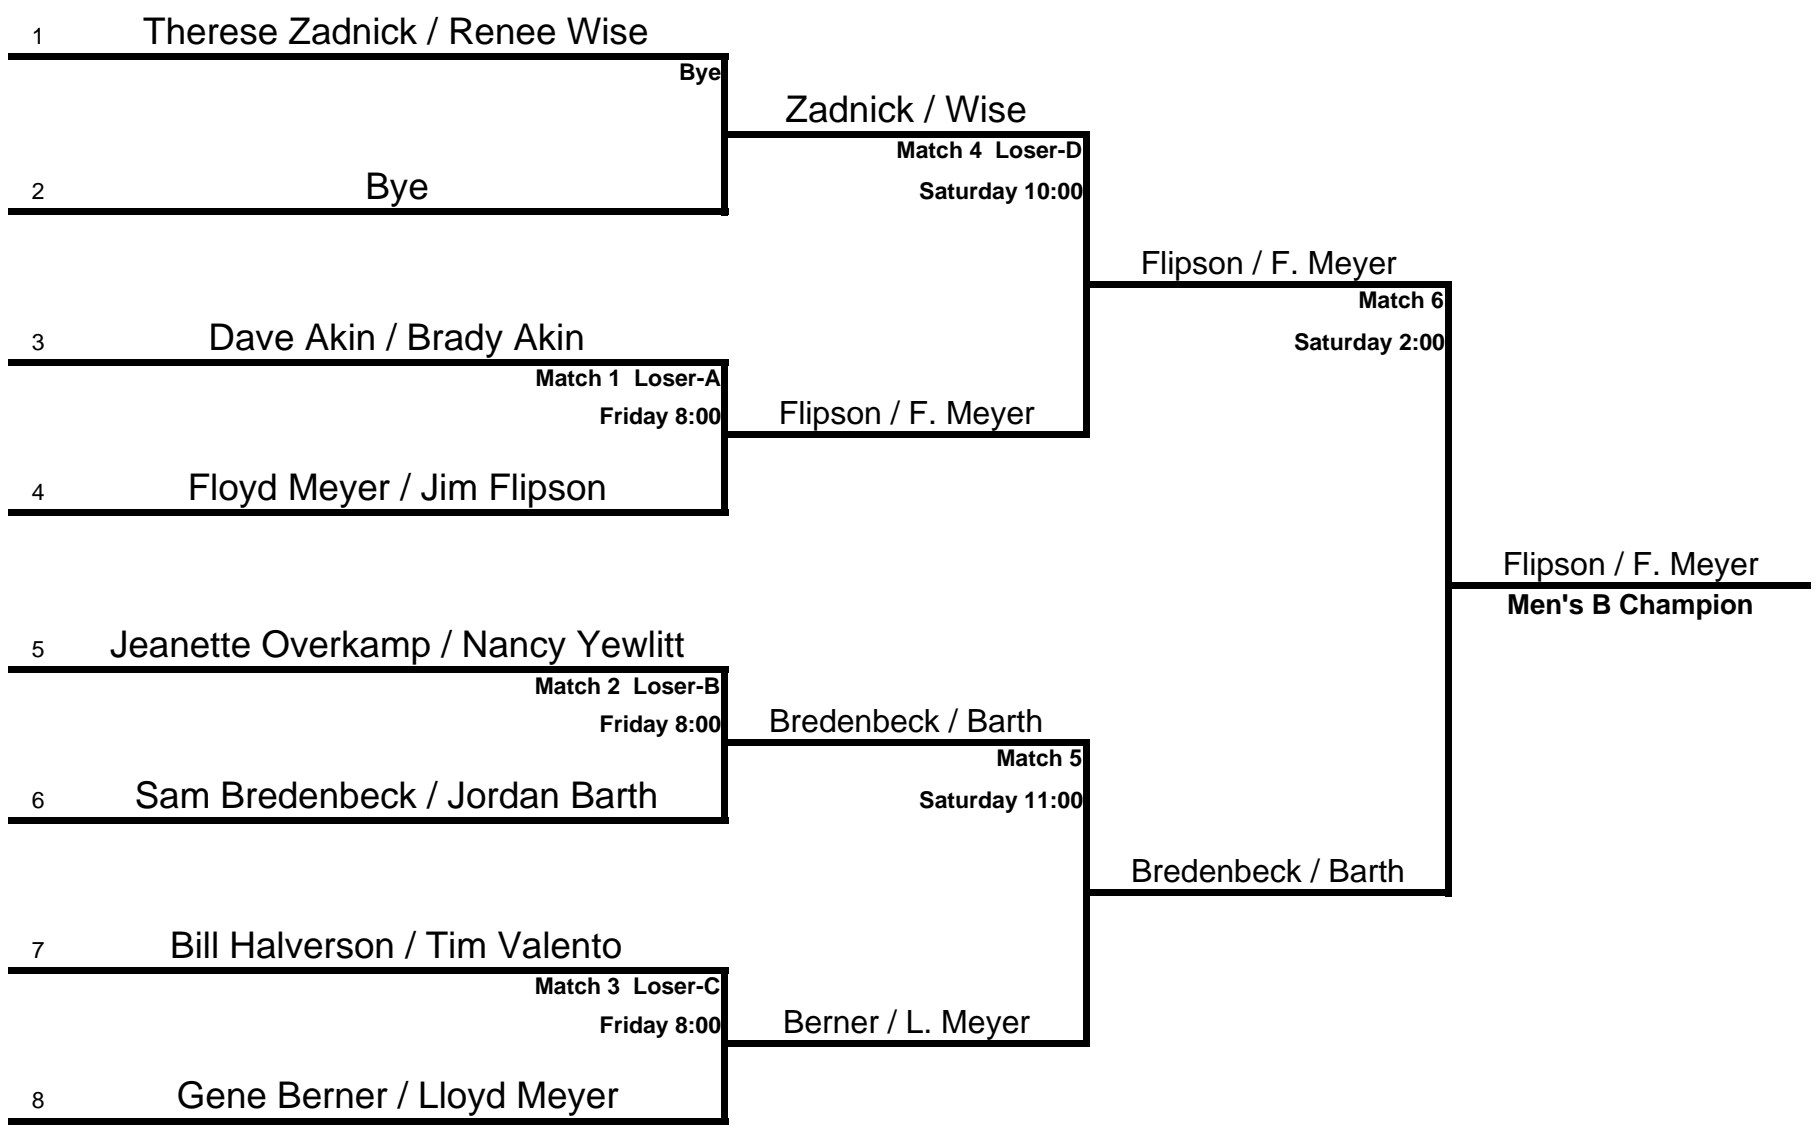 1 Therese Zadnick / Renee Wise
Bye
Zadnick / Wise
Match 4 Loser-D
2 Bye
Saturday 10:00
Flipson / F. Meyer
Match 6
3 Dave Akin / Brady Akin
Saturday 2:00
Match 1 Loser-A
Friday 8:00
Flipson / F. Meyer
4 Floyd Meyer / Jim Flipson
Flipson / F. Meyer
Men's B Champion
5 Jeanette Overkamp / Nancy Yewlitt
Match 2 Loser-B
Friday 8:00
Bredenbeck / Barth
Match 5
6 Sam Bredenbeck / Jordan Barth
Saturday 11:00
Bredenbeck / Barth
7 Bill Halverson / Tim Valento
Match 3 Loser-C
Friday 8:00
Berner / L. Meyer
8 Gene Berner / Lloyd Meyer